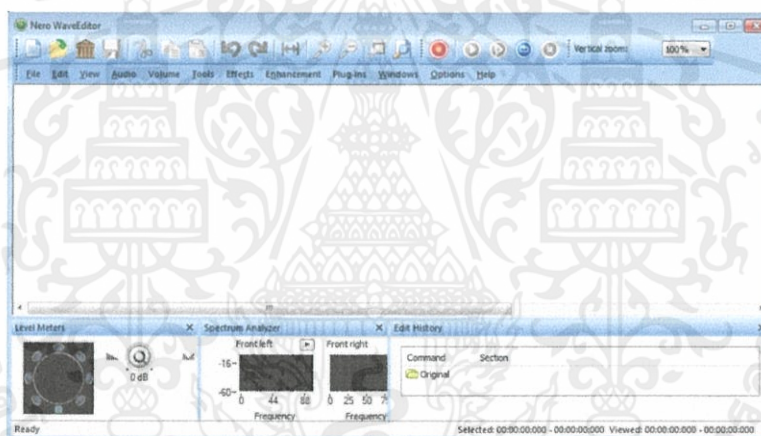 Nero WaveEditor
Vertical zoom: 100%
File Edit View Audio Volume Tools Effects Enhancement Plug-Ins Windows Options Help
Level Meters Spectrum Analyzer Edit History
Front left Front right
Command Section
-16-
0 dB Original
-60-
0 44 88 0 25 50
Frequency Frequency
Ready Selected: 00:00:00:000 - 00:00:00:000 Viewed: 00:00:00:000 - 00:00:00:000